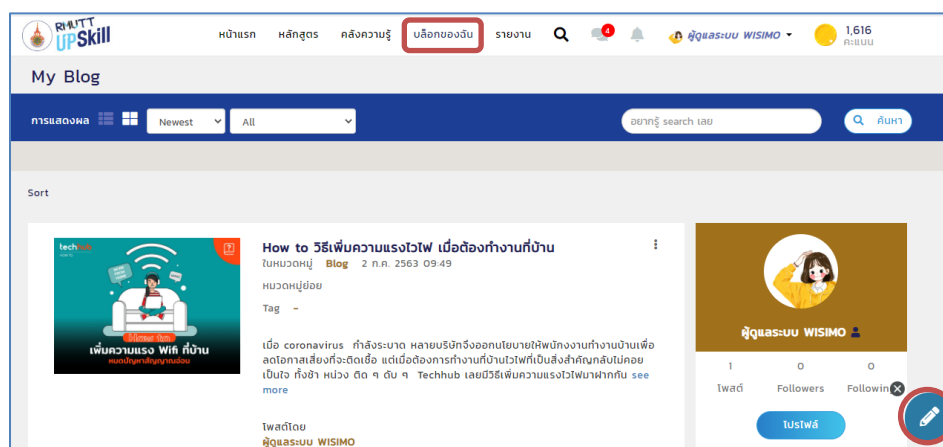 RMUTT
UPSkill
หน้าแรก หลักสูตร คลังความรู้ บล็อกของฉัน รายงาน 4 ผู้ดูแลระบบ WISIMO 1,616
คะแนน
My Blog
การแสดงผล Newest All อยากรู้ search เลย ค้นหา
Sort
techhub
HOW TO
เพิ่มความแรง Wifi ที่บ้าน
หมดปัญหาสัญญาณอ่อน
How to วิธีเพิ่มความแรงไวไฟ เมื่อต้องทำงานที่บ้าน
ในหมวดหมู่ Blog 2 ก.ค. 2563 09:49
หมวดหมู่ย่อย
Tag -
เมื่อ coronavirus กำลังระบาด หลายบริษัทจึงออกนโยบายให้พนักงงานทำงานบ้านเพื่อ
ลดโอกาสเสี่ยงที่จะติดเชื้อ แต่เมื่อต้องการทำงานที่บ้านไวไฟที่เป็นสิ่งสำคัญกลับไม่ค่อย
เป็นใจ ทั้งช้า หน่วง ติด ๆ ดับ ๆ Techhub เลยมีวิธีเพิ่มความแรงไวไฟมาฝากกัน see
more
โพสต์โดย
ผู้ดูแลระบบ WISIMO
ผู้ดูแลระบบ WISIMO
1 0 0
โพสต์ Followers Followin
โปรไฟล์